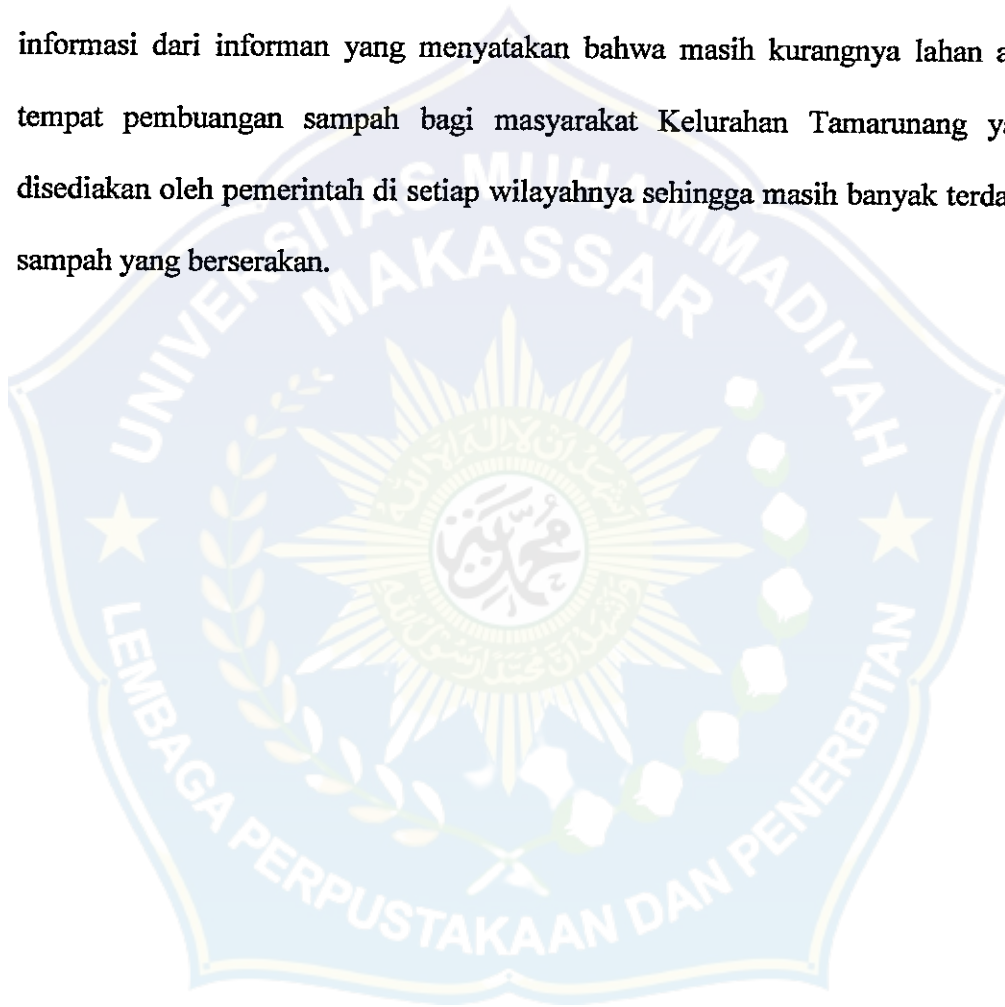 informasi dari informan yang menyatakan bahwa masih kurangnya lahan a
tempat pembuangan sampah bagi masyarakat Kelurahan Tamarunang ya
disediakan oleh pemerintah di setiap wilayahnya sehingga masih banyak terda
sampah yang berserakan.
UNIVERSITAS MUHAMMADIYAH
MAKASSAR
LEMBAGA PERPUSTAKAAN DAN PENERBITAN